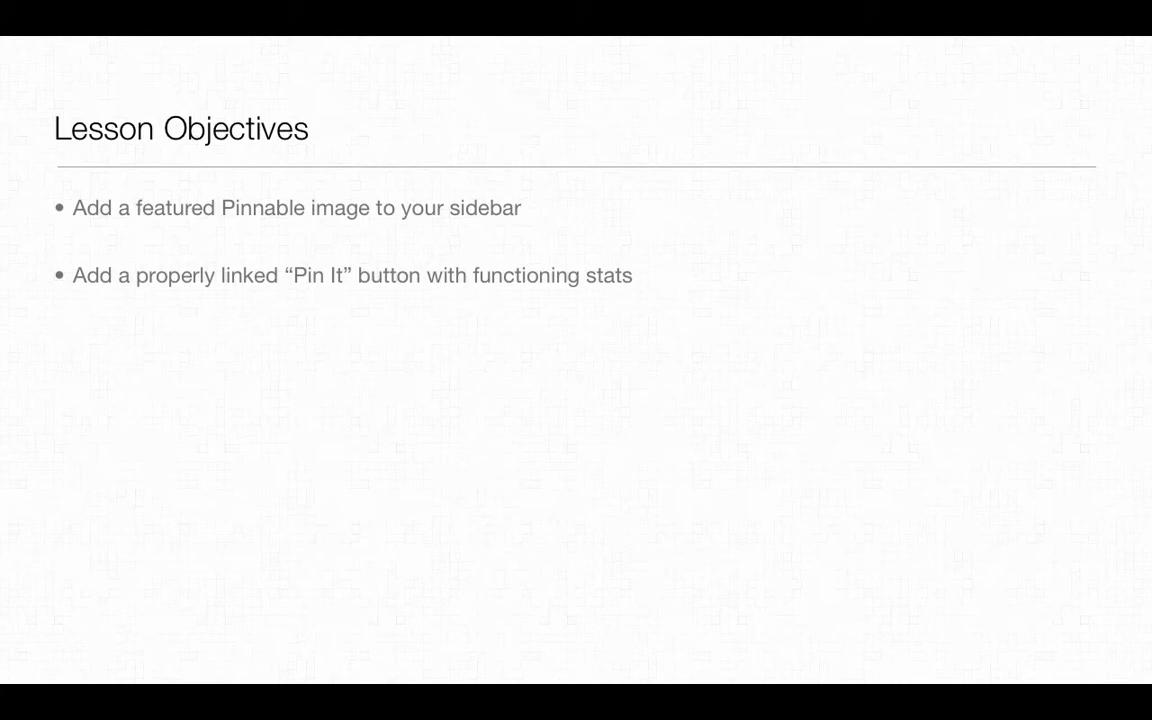 Lesson Objectives
• Add a featured Pinnable image to your sidebar
• Add a properly linked “Pin It” button with functioning stats